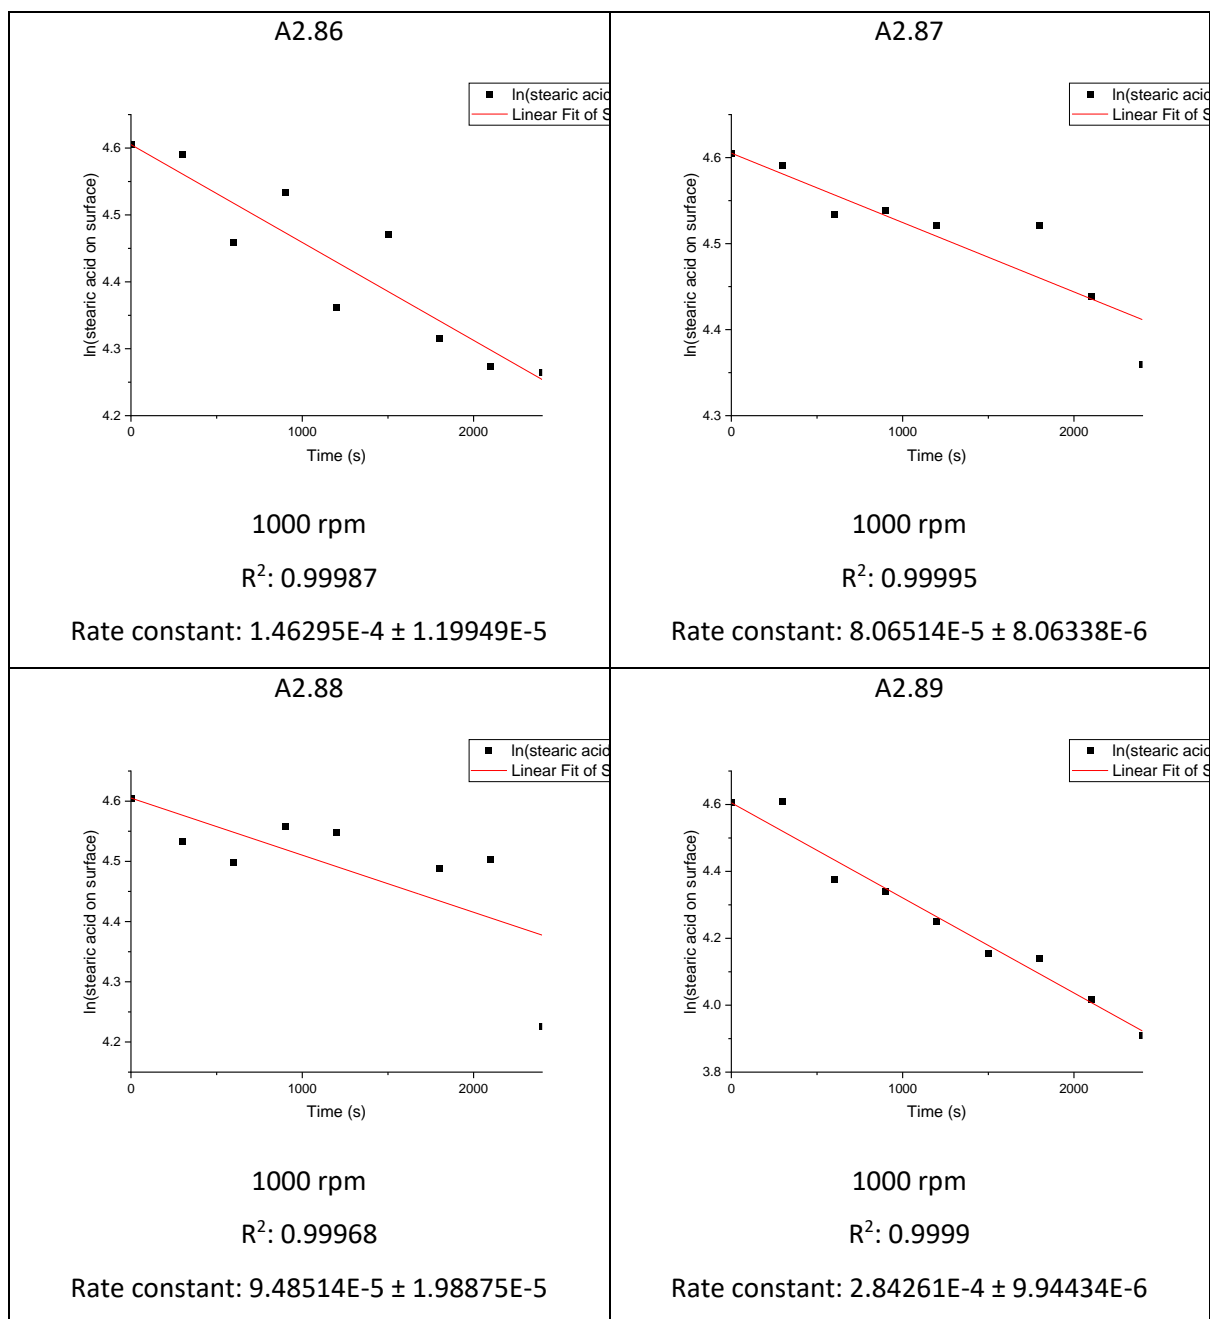 A2.86
ln(stearic acid
Linear Fit of S
4.6
4.5
4.4
4.3
4.2
ln(stearic acid on surface)
0
1000
2000
Time (s)
1000 rpm
R²: 0.99987
Rate constant: 1.46295E-4 ± 1.19949E-5
A2.87
ln(stearic acid
Linear Fit of S
4.6
4.5
4.4
4.3
ln(stearic acid on surface)
0
1000
2000
Time (s)
1000 rpm
R²: 0.99995
Rate constant: 8.06514E-5 ± 8.06338E-6
A2.88
ln(stearic acid
Linear Fit of S
4.6
4.5
4.4
4.3
4.2
ln(stearic acid on surface)
0
1000
2000
Time (s)
1000 rpm
R²: 0.99968
Rate constant: 9.48514E-5 ± 1.98875E-5
A2.89
ln(stearic acid
Linear Fit of S
4.6
4.4
4.2
4.0
3.8
ln(stearic acid on surface)
0
1000
2000
Time (s)
1000 rpm
R²: 0.9999
Rate constant: 2.84261E-4 ± 9.94434E-6